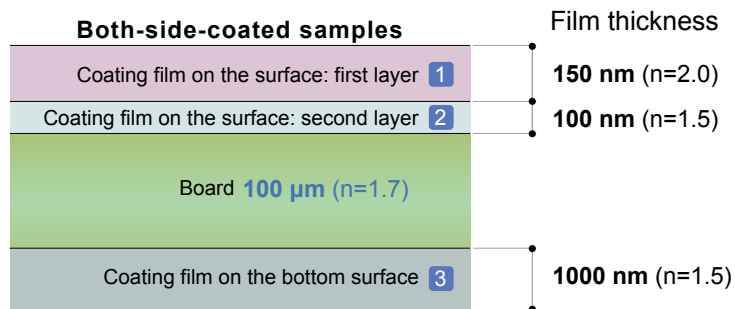 Both-side-coated samples
Film thickness
Coating film on the surface: first layer 1
150 nm (n=2.0)
Coating film on the surface: second layer 2
100 nm (n=1.5)
Board 100 µm (n=1.7)
Coating film on the bottom surface 3
1000 nm (n=1.5)